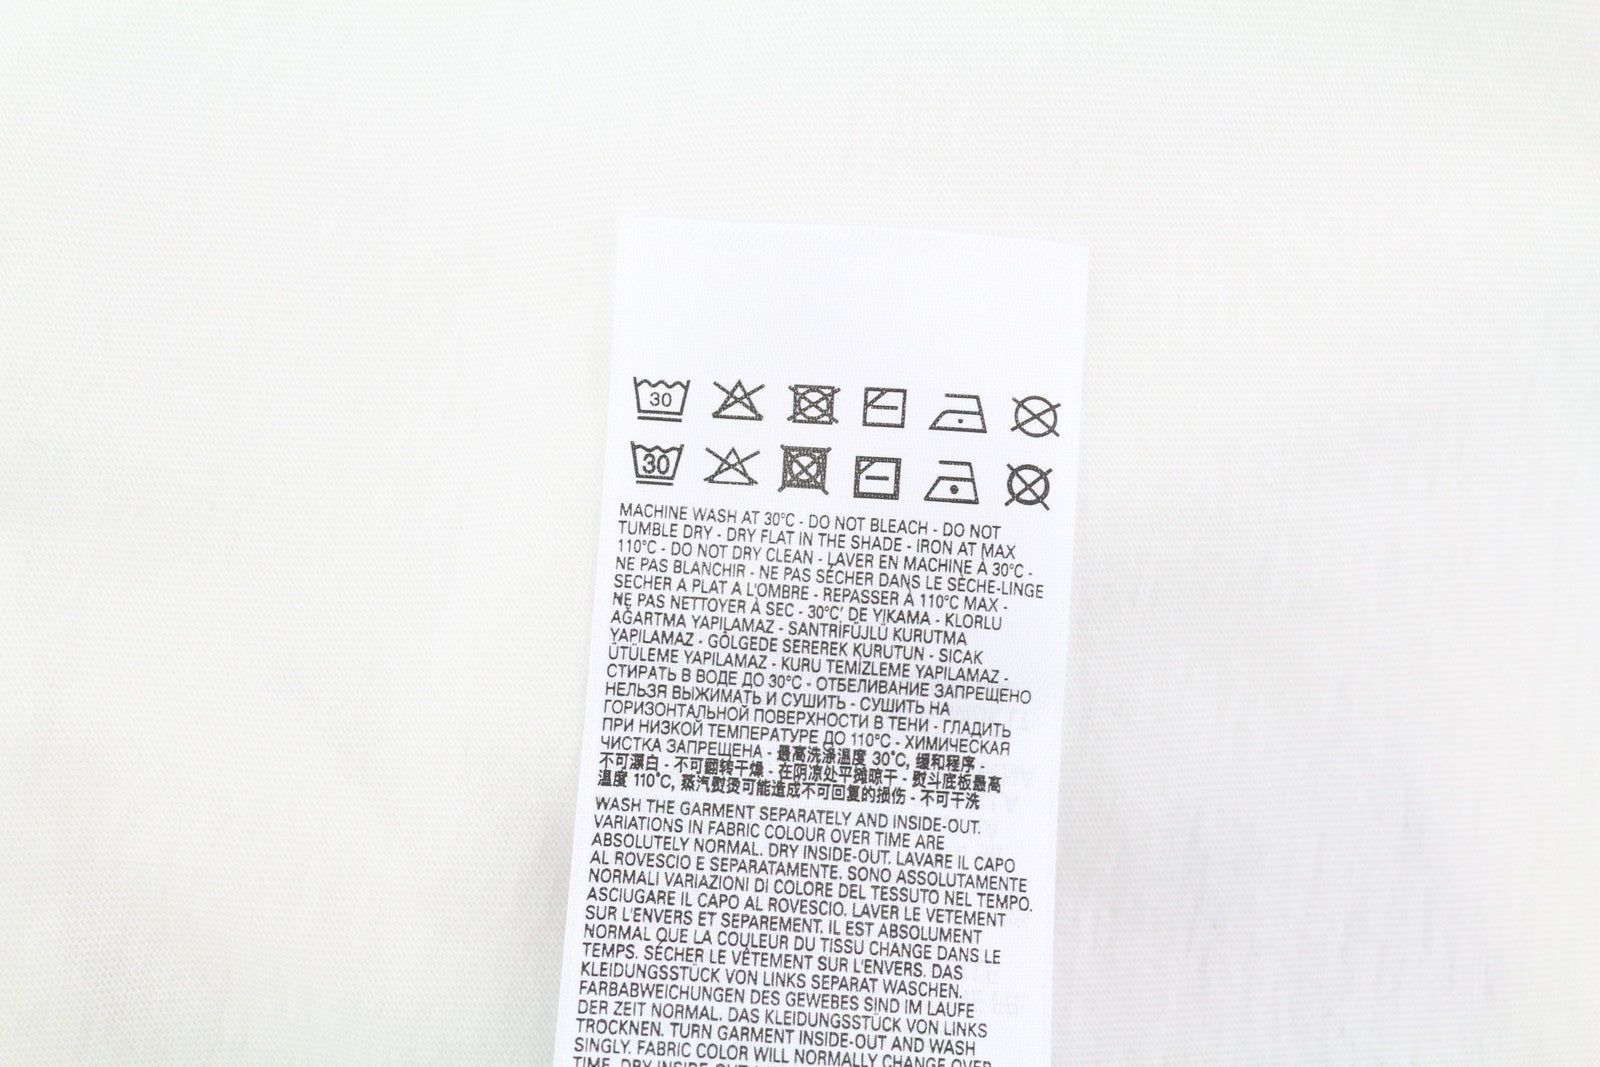 30
30
MACHINE WASH AT 30°C - DO NOT BLEACH - DO NOT
TUMBLE DRY - DRY FLAT IN THE SHADE - IRON AT MAX
110°C - DO NOT DRY CLEAN - LAVER EN MACHINE À 30°C -
NE PAS BLANCHIR - NE PAS SÉCHER DANS LE SÈCHE-LINGE
SECHER A PLAT A L'OMBRE - REPASSER À 110°C MAX -
NE PAS NETTOYER À SEC - 30°C' DE YIKAMA - KLORLU
AĞARTMA YAPILAMAZ - SANTRİFÜJLÜ KURUTMA
YAPILAMAZ - GÖLGEDE SEREREK KURUTUN - SICAK
ÜTÜLEME YAPILAMAZ - KURU TEMİZLEME YAPILAMAZ -
СТИРАТЬ В ВОДЕ ДО 30°C - ОТБЕЛИВАНИЕ ЗАПРЕЩЕНО
НЕЛЬЗЯ ВЫЖИМАТЬ И СУШИТЬ - СУШИТЬ НА
ГОРИЗОНТАЛЬНОЙ ПОВЕРХНОСТИ В ТЕНИ - ГЛАДИТЬ
ПРИ НИЗКОЙ ТЕМПЕРАТУРЕ ДО 110°C - ХИМИЧЕСКАЯ
ЧИСТКА ЗАПРЕЩЕНА - 最高洗涤温度 30°C, 缓和程序 -
不可漂白 - 不可翻转干燥 - 在阴凉处平摊晾干 - 熨斗底板最高
温度 110°C, 蒸汽熨烫可能造成不可回复的损伤 - 不可干洗
WASH THE GARMENT SEPARATELY AND INSIDE-OUT.
VARIATIONS IN FABRIC COLOUR OVER TIME ARE
ABSOLUTELY NORMAL. DRY INSIDE-OUT. LAVARE IL CAPO
AL ROVESCIO E SEPARATAMENTE. SONO ASSOLUTAMENTE
NORMALI VARIAZIONI DI COLORE DEL TESSUTO NEL TEMPO.
ASCIUGARE IL CAPO AL ROVESCIO. LAVER LE VETEMENT
SUR L'ENVERS ET SEPAREMENT. IL EST ABSOLUMENT
NORMAL QUE LA COULEUR DU TISSU CHANGE DANS LE
TEMPS. SÉCHER LE VÊTEMENT SUR L'ENVERS. DAS
KLEIDUNGSSTÜCK VON LINKS SEPARAT WASCHEN.
FARBABWEICHUNGEN DES GEWEBES SIND IM LAUFE
DER ZEIT NORMAL. DAS KLEIDUNGSSTÜCK VON LINKS
TROCKNEN. TURN GARMENT INSIDE-OUT AND WASH
SINGLY. FABRIC COLOR WILL NORMALLY CHANGE OVER
TIME. DRY INSIDE-OUT